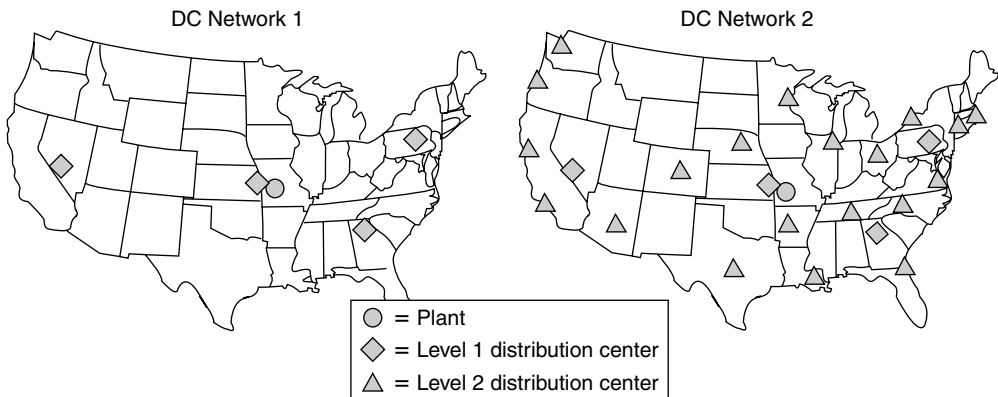 DC Network 1
DC Network 2
= Plant
= Level 1 distribution center
= Level 2 distribution center